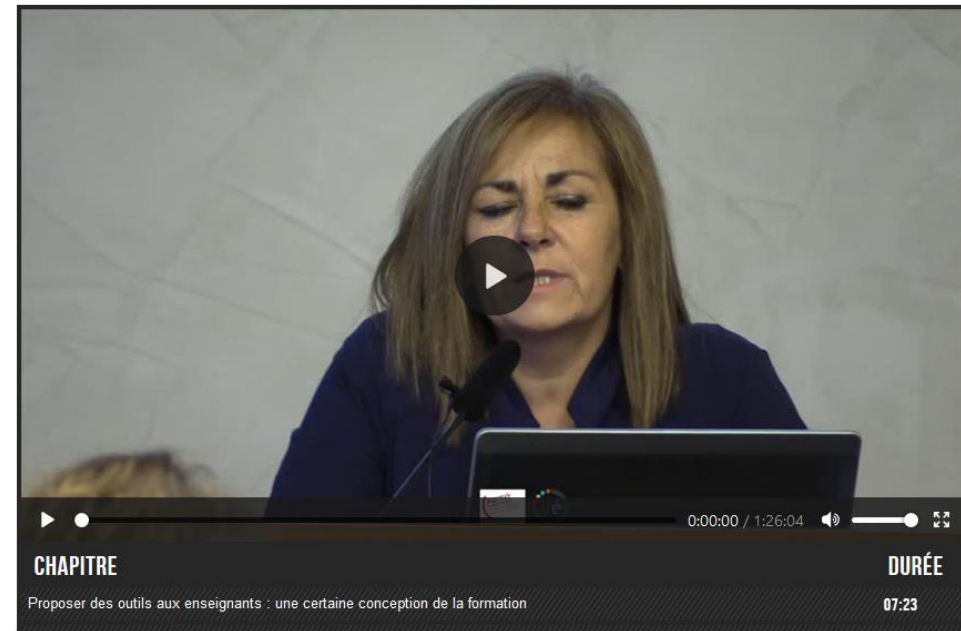 0:00:00 / 1:26:04
CHAPITRE DURÉE
Proposer des outils aux enseignants : une certaine conception de la formation 07:23